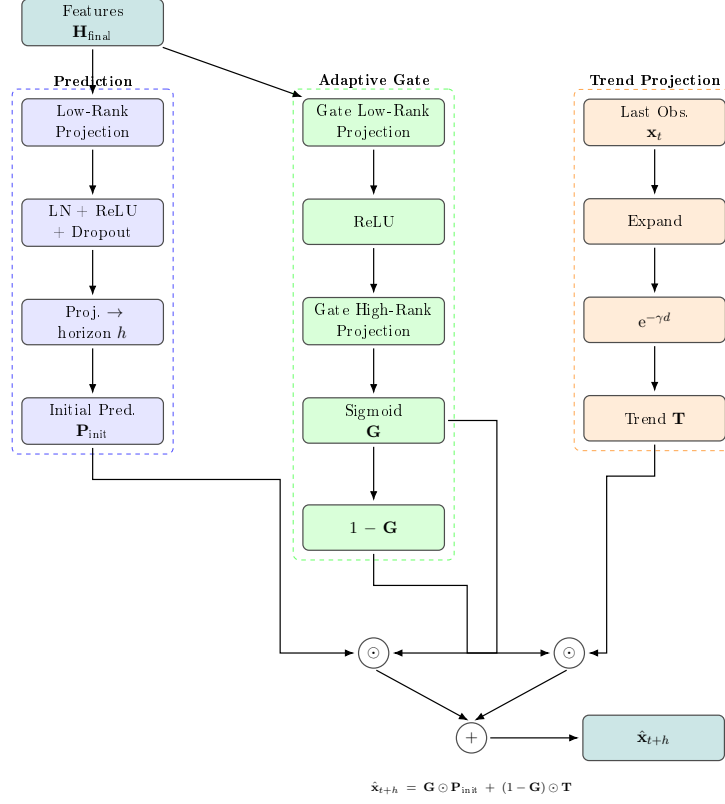 Features
𝐇_final
Prediction
Low-Rank
Projection
LN + ReLU
+ Dropout
Proj. →
horizon ℎ
Initial Pred.
𝐏_init
Adaptive Gate
Gate Low-Rank
Projection
ReLU
Gate High-Rank
Projection
Sigmoid
𝐆
1 − 𝐆
Trend Projection
Last Obs.
𝐱_t
Expand
e^{−γd}
Trend 𝐓
⊙
⊙
+
𝐱̂_{t+h}
𝐱̂_{t+h} = 𝐆 ⊙ 𝐏_init + (1 − 𝐆) ⊙ 𝐓